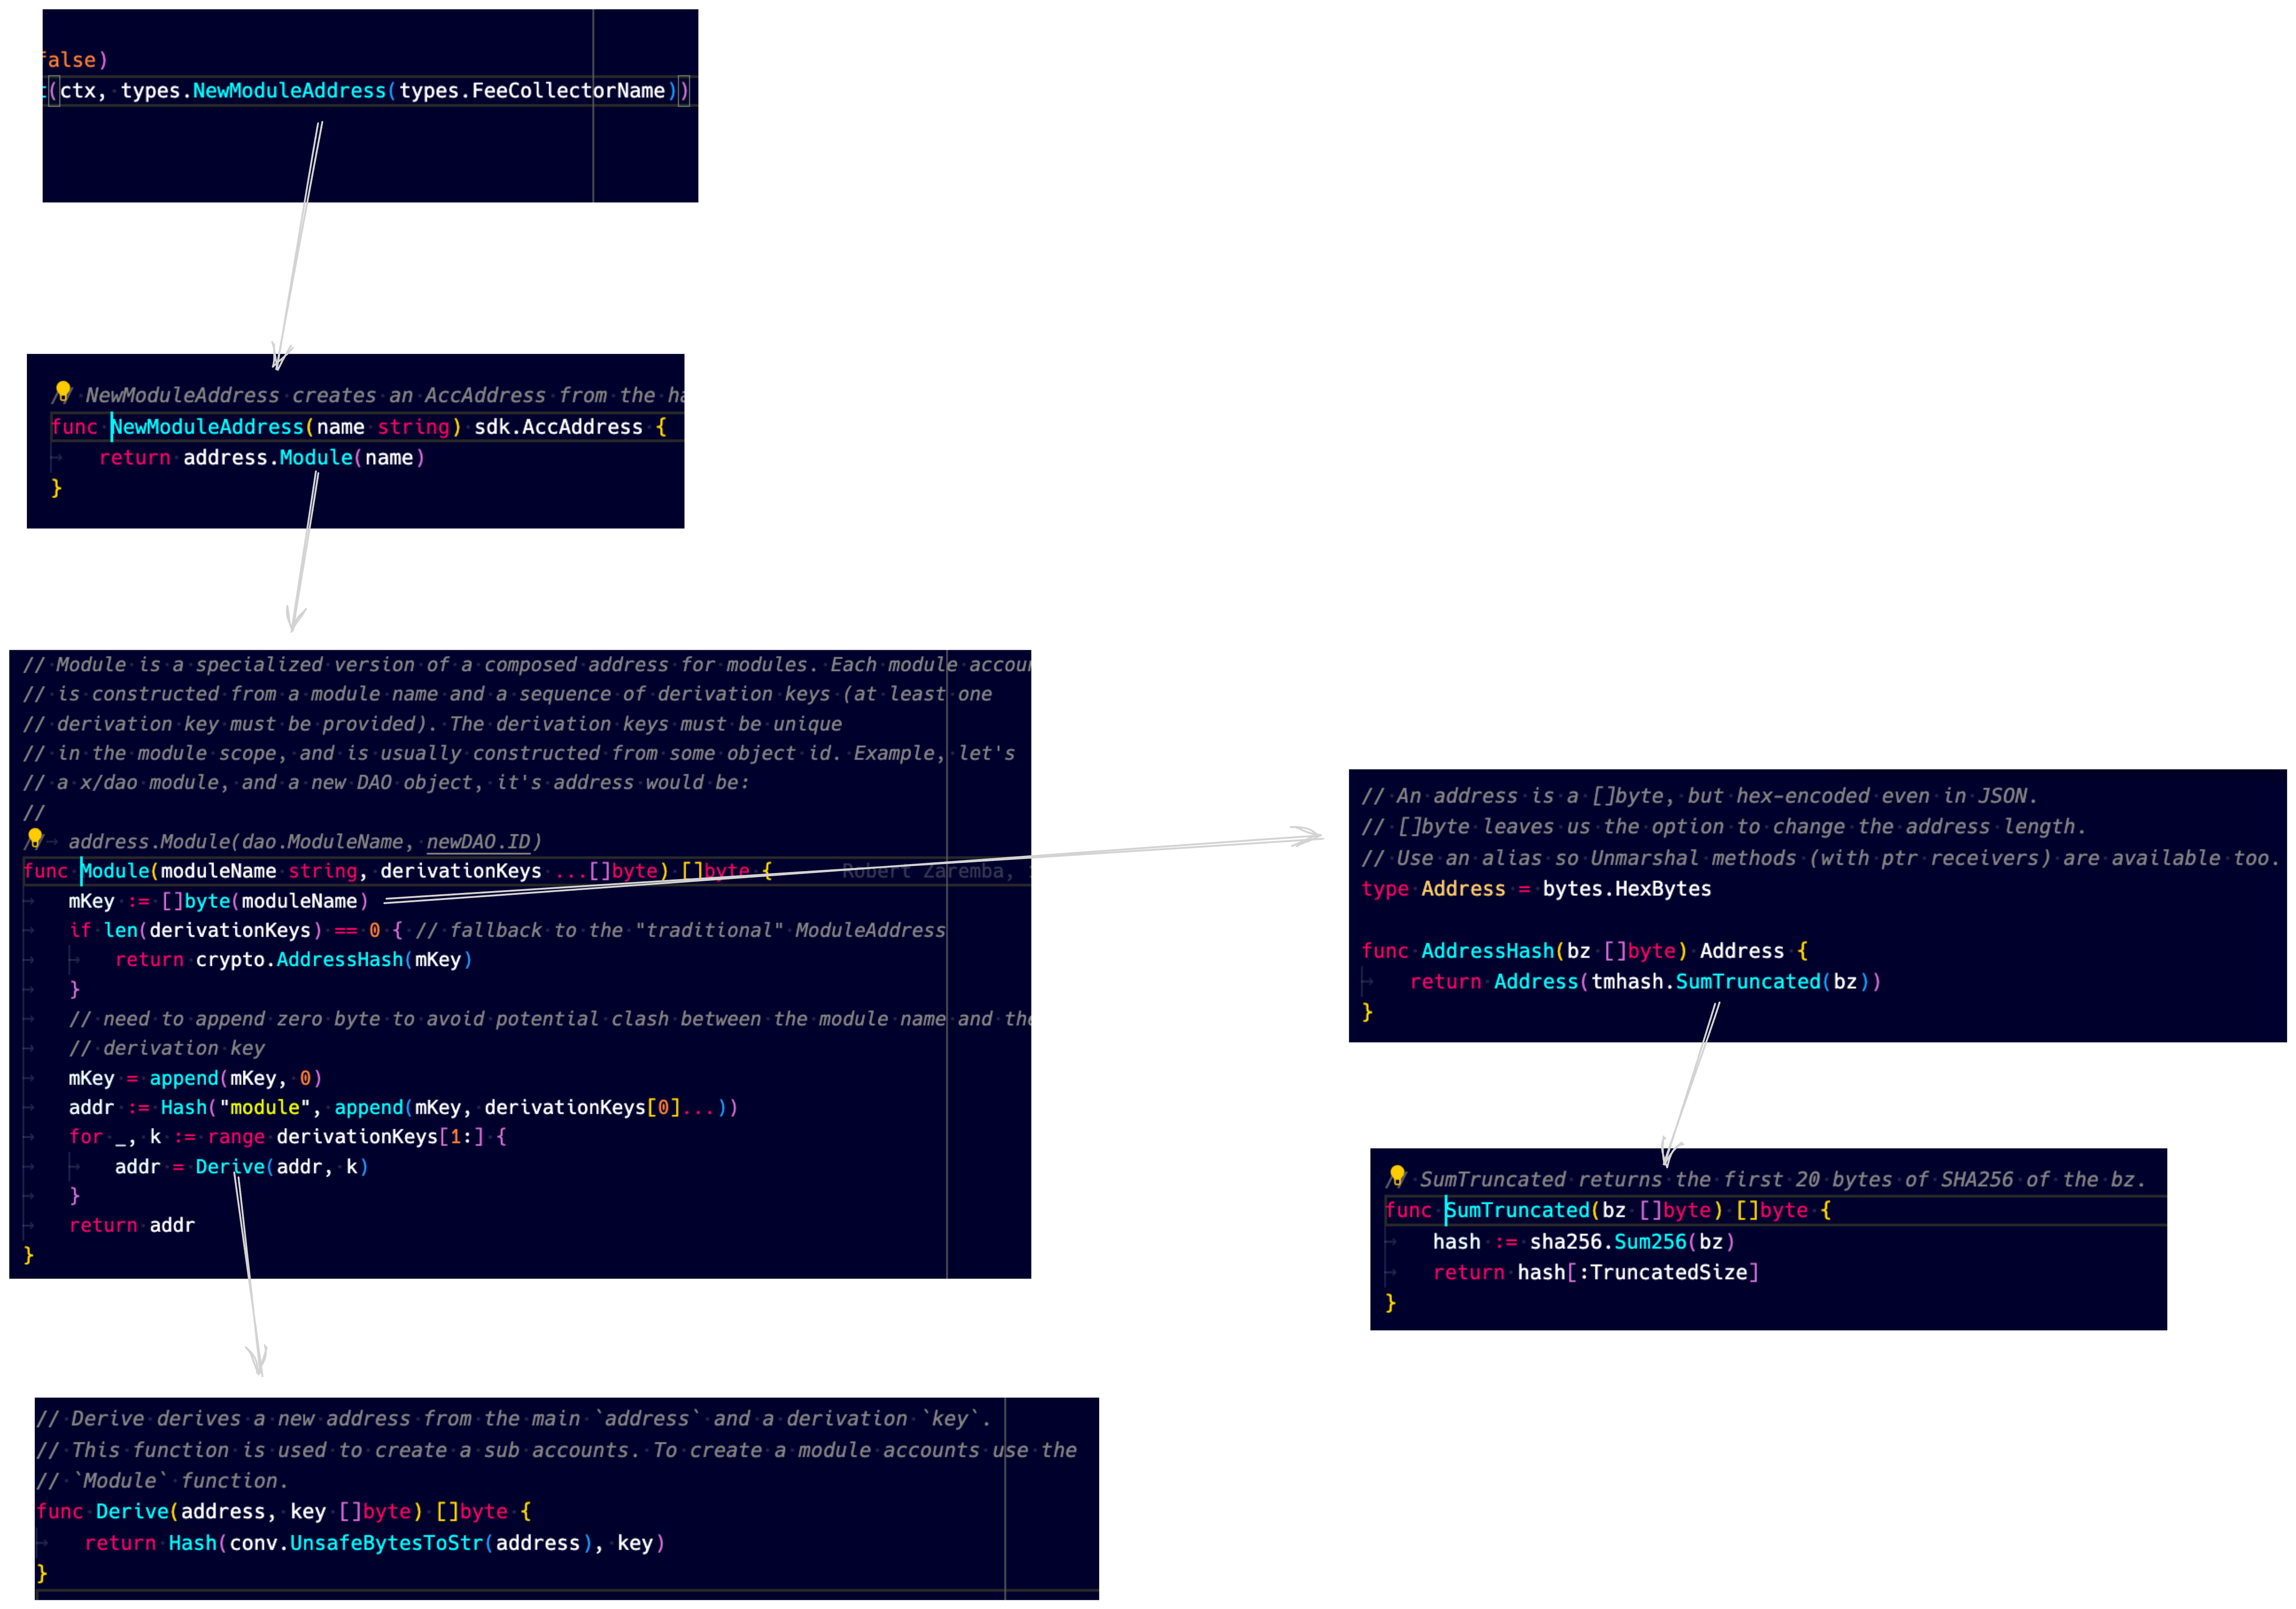 false)
t(ctx, types.NewModuleAddress(types.FeeCollectorName))
// NewModuleAddress creates an AccAddress from the ha
func NewModuleAddress(name string) sdk.AccAddress {
return address.Module(name)
}
// Module is a specialized version of a composed address for modules. Each module accou
// is constructed from a module name and a sequence of derivation keys (at least one
// derivation key must be provided). The derivation keys must be unique
// in the module scope, and is usually constructed from some object id. Example, let's
// a x/dao module, and a new DAO object, it's address would be:
//
// address.Module(dao.ModuleName, newDAO.ID)
func Module(moduleName string, derivationKeys ...[]byte) []byte { Robert Zaremba,
mKey := []byte(moduleName)
if len(derivationKeys) == 0 { // fallback to the "traditional" ModuleAddress
return crypto.AddressHash(mKey)
}
// need to append zero byte to avoid potential clash between the module name and the
// derivation key
mKey = append(mKey, 0)
addr := Hash("module", append(mKey, derivationKeys[0]...))
for _, k := range derivationKeys[1:] {
addr = Derive(addr, k)
}
return addr
}
// An address is a []byte, but hex-encoded even in JSON.
// []byte leaves us the option to change the address length.
// Use an alias so Unmarshal methods (with ptr receivers) are available too.
type Address = bytes.HexBytes
func AddressHash(bz []byte) Address {
return Address(tmhash.SumTruncated(bz))
}
// SumTruncated returns the first 20 bytes of SHA256 of the bz.
func SumTruncated(bz []byte) []byte {
hash := sha256.Sum256(bz)
return hash[:TruncatedSize]
}
// Derive derives a new address from the main `address` and a derivation `key`.
// This function is used to create a sub accounts. To create a module accounts use the
// `Module` function.
func Derive(address, key []byte) []byte {
return Hash(conv.UnsafeBytesToStr(address), key)
}